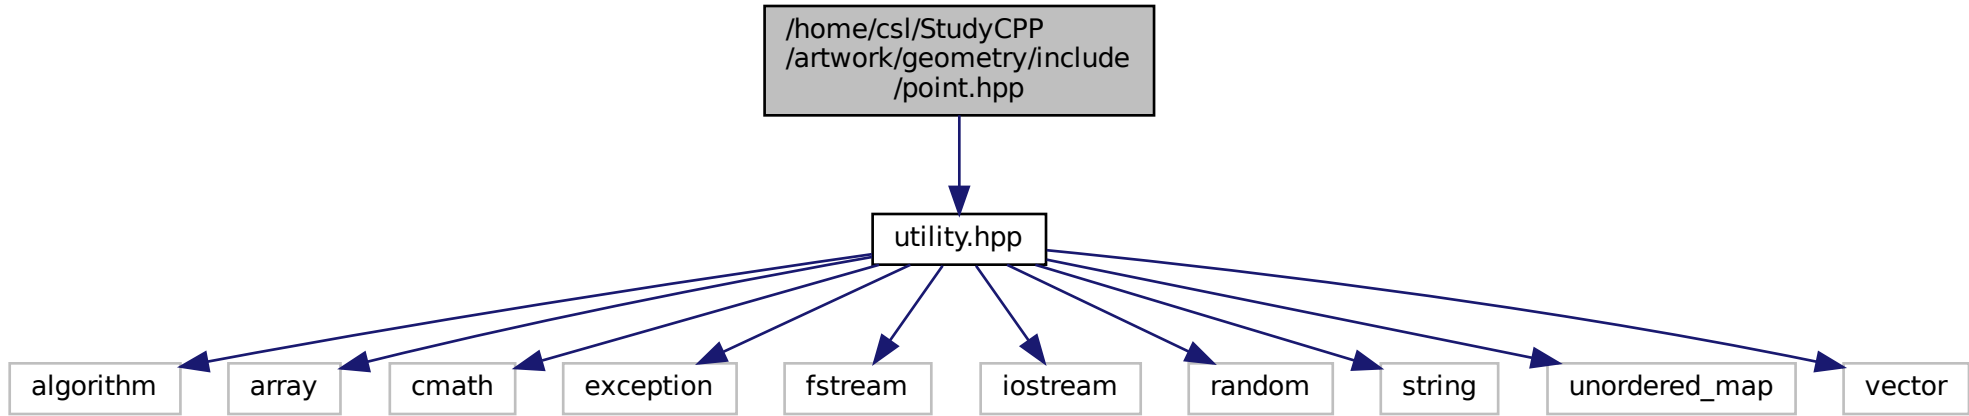 /home/csl/StudyCPP
/artwork/geometry/include
/point.hpp
utility.hpp
algorithm
array
cmath
exception
fstream
iostream
random
string
unordered_map
vector